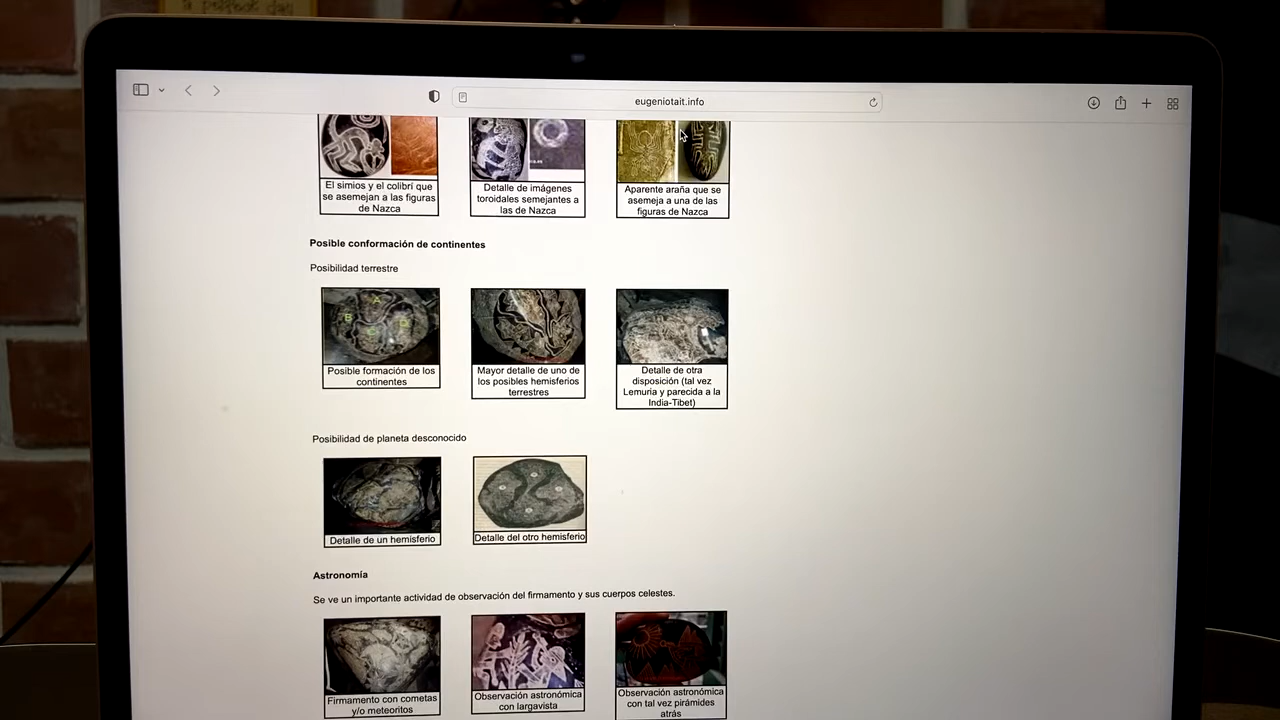 a perfect day
eugeniotait.info
El simios y el colibrí que
se asemejan a las figuras
de Nazca
Detalle de imágenes
toroidales semejantes a
las de Nazca
Aparente araña que se
asemeja a una de las
figuras de Nazca
Posible conformación de continentes
Posibilidad terrestre
A
B
C
D
Posible formación de los
continentes
Mayor detalle de uno de
los posibles hemisferios
terrestres
Detalle de otra
disposición (tal vez
Lemuria y parecida a la
India-Tibet)
Posibilidad de planeta desconocido
Detalle de un hemisferio
Detalle del otro hemisferio
Astronomía
Se ve un importante actividad de observación del firmamento y sus cuerpos celestes.
Firmamento con cometas
y/o meteoritos
Observación astronómica
con largavista
Observación astronómica
con tal vez pirámides
atrás